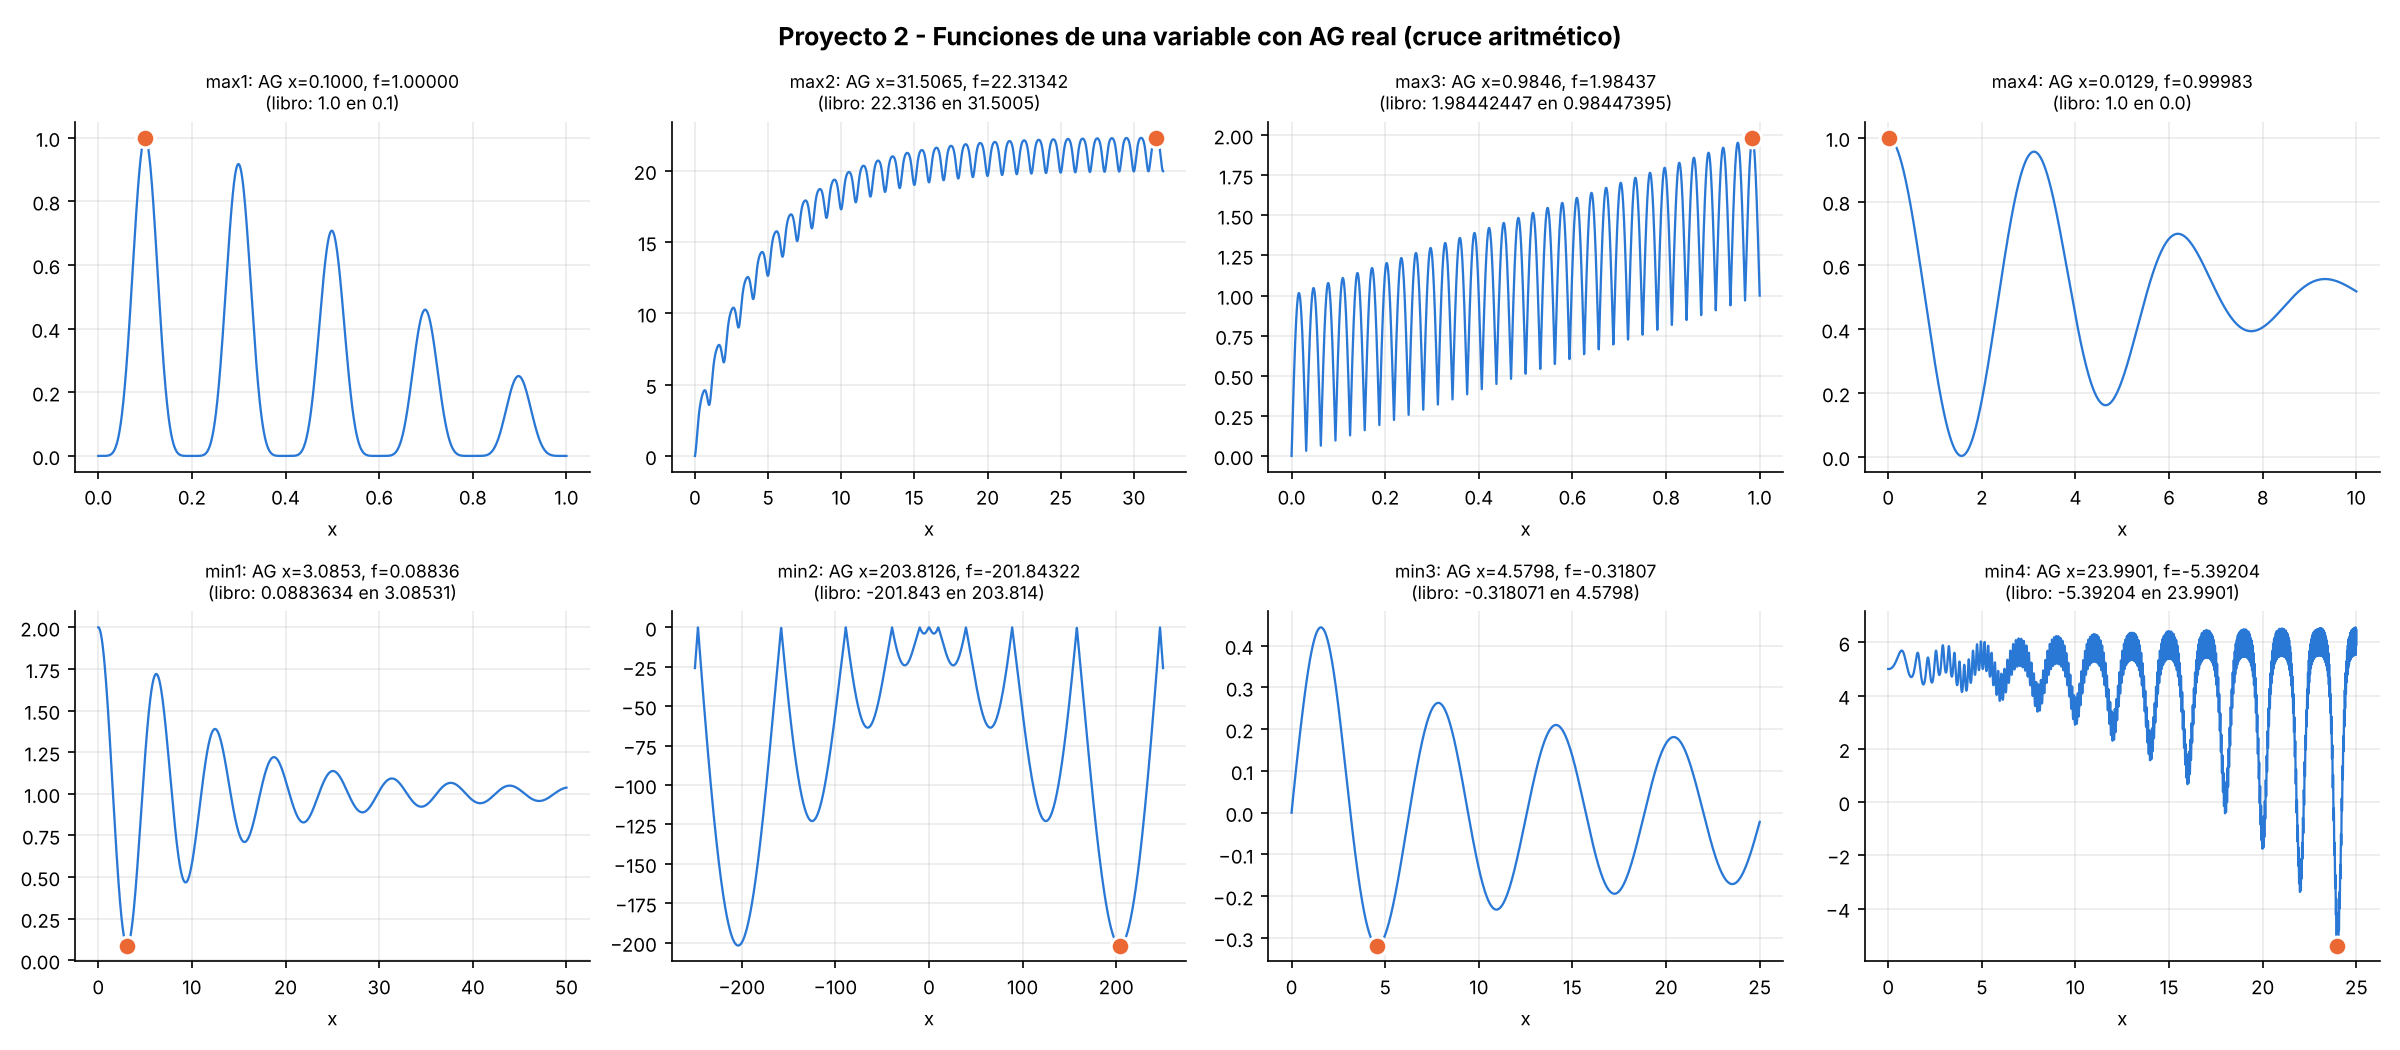 Proyecto 2 - Funciones de una variable con AG real (cruce aritmético)
max1: AG x=0.1000, f=1.00000
(libro: 1.0 en 0.1)
1.0
0.8
0.6
0.4
0.2
0.0
0.0 0.2 0.4 0.6 0.8 1.0
x
max2: AG x=31.5065, f=22.31342
(libro: 22.3136 en 31.5005)
20
15
10
5
0
0 5 10 15 20 25 30
x
max3: AG x=0.9846, f=1.98437
(libro: 1.98442447 en 0.98447395)
2.00
1.75
1.50
1.25
1.00
0.75
0.50
0.25
0.00
0.0 0.2 0.4 0.6 0.8 1.0
x
max4: AG x=0.0129, f=0.99983
(libro: 1.0 en 0.0)
1.0
0.8
0.6
0.4
0.2
0.0
0 2 4 6 8 10
x
min1: AG x=3.0853, f=0.08836
(libro: 0.0883634 en 3.08531)
2.00
1.75
1.50
1.25
1.00
0.75
0.50
0.25
0.00
0 10 20 30 40 50
x
min2: AG x=203.8126, f=-201.84322
(libro: -201.843 en 203.814)
0
−25
−50
−75
−100
−125
−150
−175
−200
−200 −100 0 100 200
x
min3: AG x=4.5798, f=-0.31807
(libro: -0.318071 en 4.5798)
0.4
0.3
0.2
0.1
0.0
−0.1
−0.2
−0.3
0 5 10 15 20 25
x
min4: AG x=23.9901, f=-5.39204
(libro: -5.39204 en 23.9901)
6
4
2
0
−2
−4
0 5 10 15 20 25
x